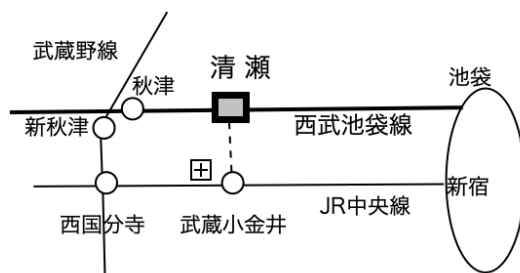 武蔵野線
清瀬
池袋
秋津
新秋津
西武池袋線
新宿
JR中央線
西国分寺
武蔵小金井